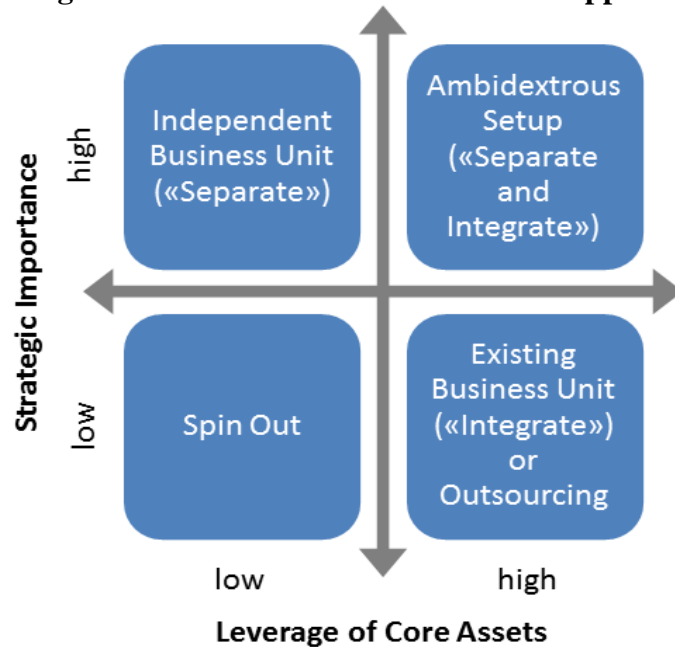 Independent
Business Unit
(«Separate»)
Ambidextrous
Setup
(«Separate
and
Integrate»)
high
Strategic Importance
Spin Out
Existing
Business Unit
(«Integrate»)
or
Outsourcing
low
low
high
Leverage of Core Assets